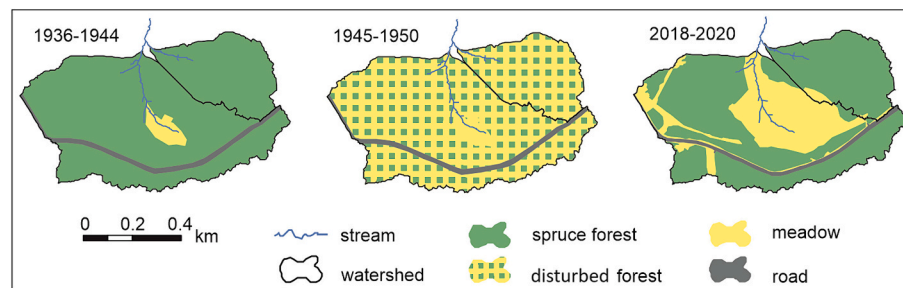 1936-1944
1945-1950
2018-2020
0 0.2 0.4
km
stream
spruce forest
meadow
watershed
disturbed forest
road